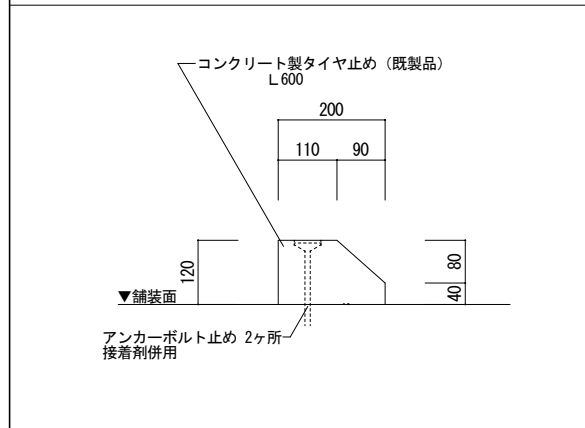 コンクリート製タイヤ止め（既製品）
L600
200
110 90
120
80
40
▼舗装面
アンカーボルト止め 2ヶ所
接着剤併用